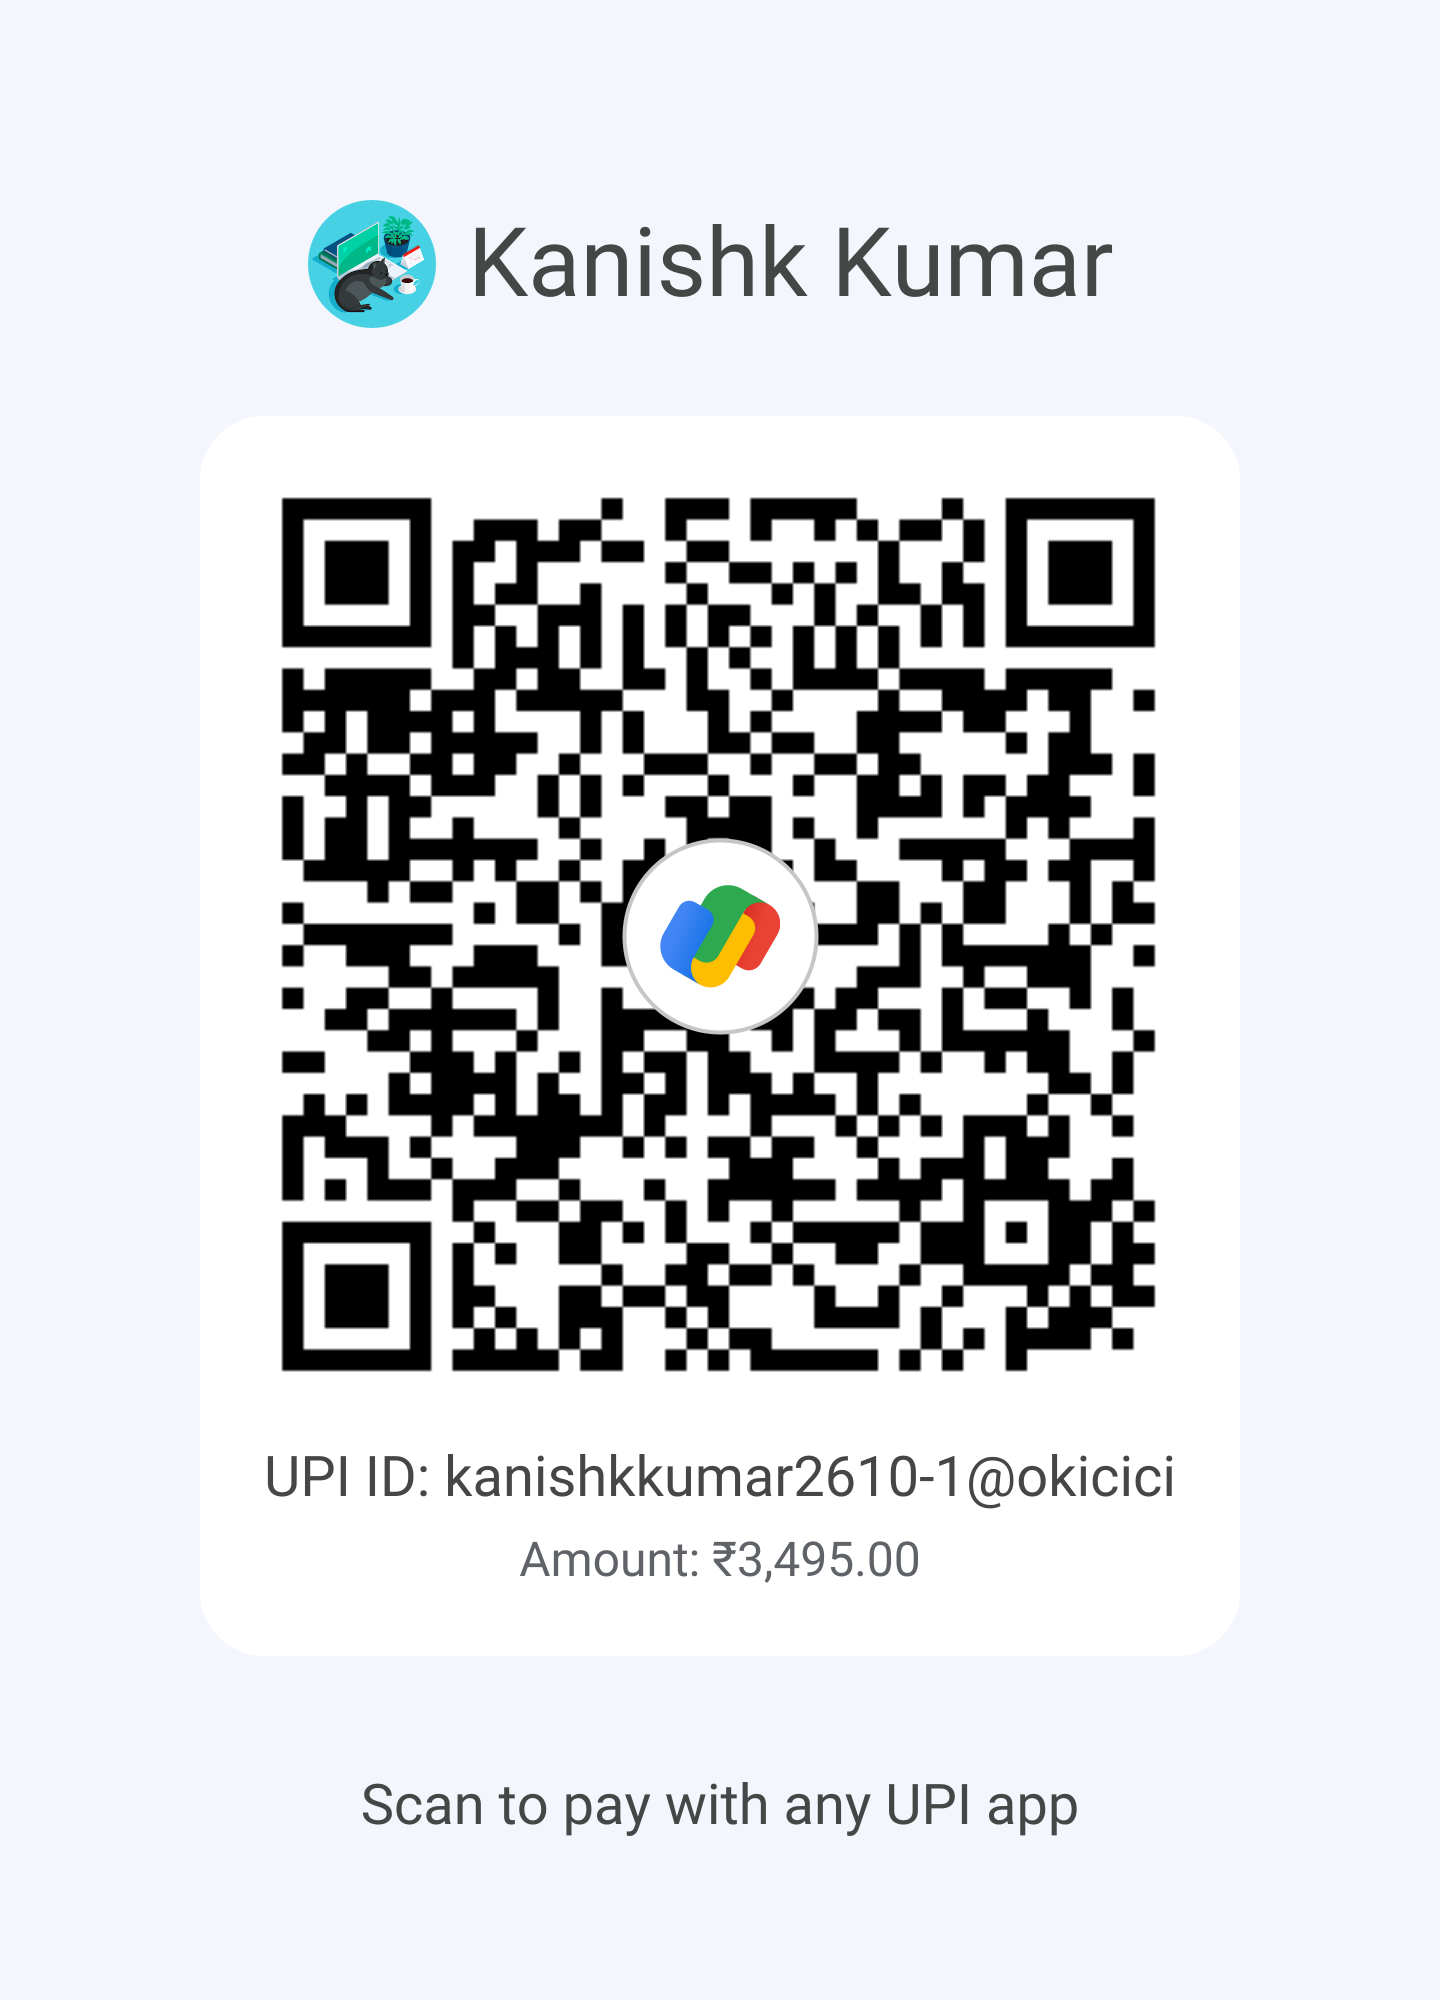 Kanishk Kumar
UPI ID: kanishkkumar2610-1@okicici
Amount: ₹3,495.00
Scan to pay with any UPI app